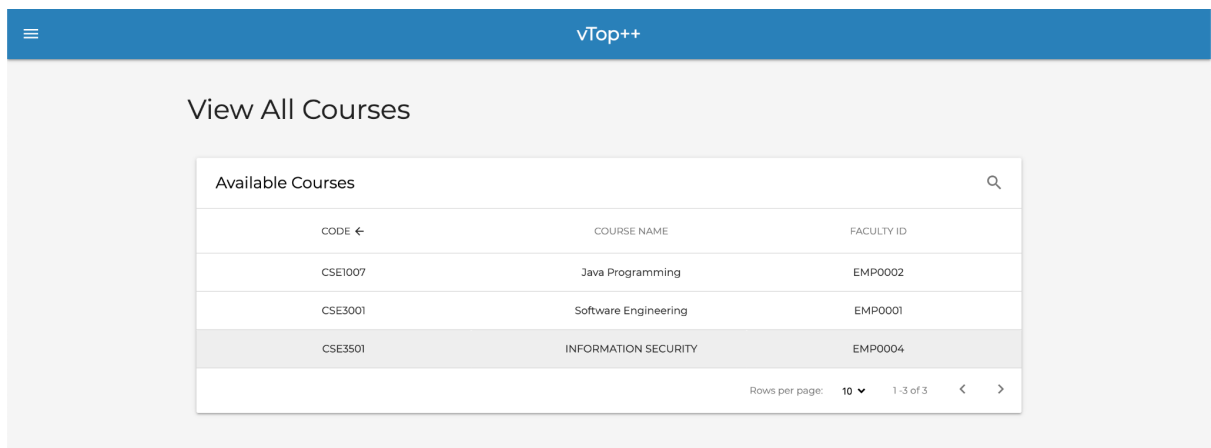 vTop++
View All Courses
Available Courses
CODE ← COURSE NAME FACULTY ID
CSE1007 Java Programming EMP0002
CSE3001 Software Engineering EMP0001
CSE3501 INFORMATION SECURITY EMP0004
Rows per page: 10 1 -3 of 3